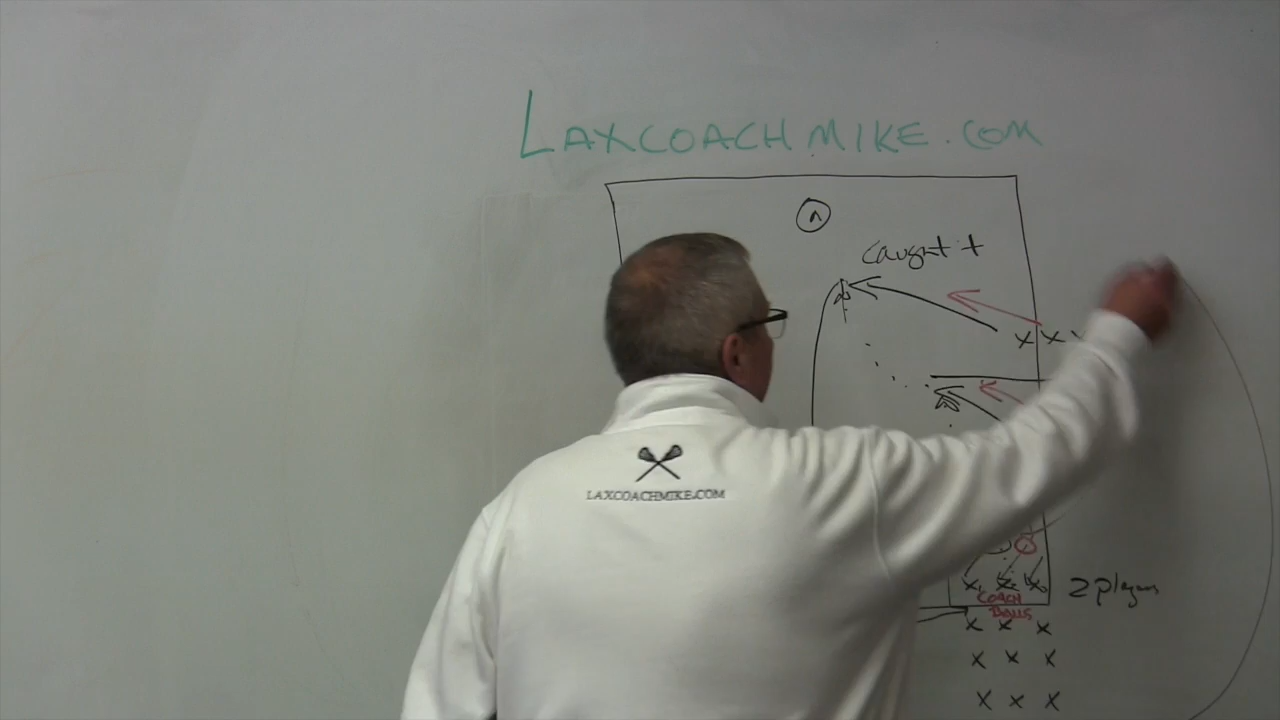 LAXCOACHMIKE.COM
Caught +
X X
LAXCOACHMIKE.COM
X X X
2 players
COACH
BALLS
X X X
X X X
X X X